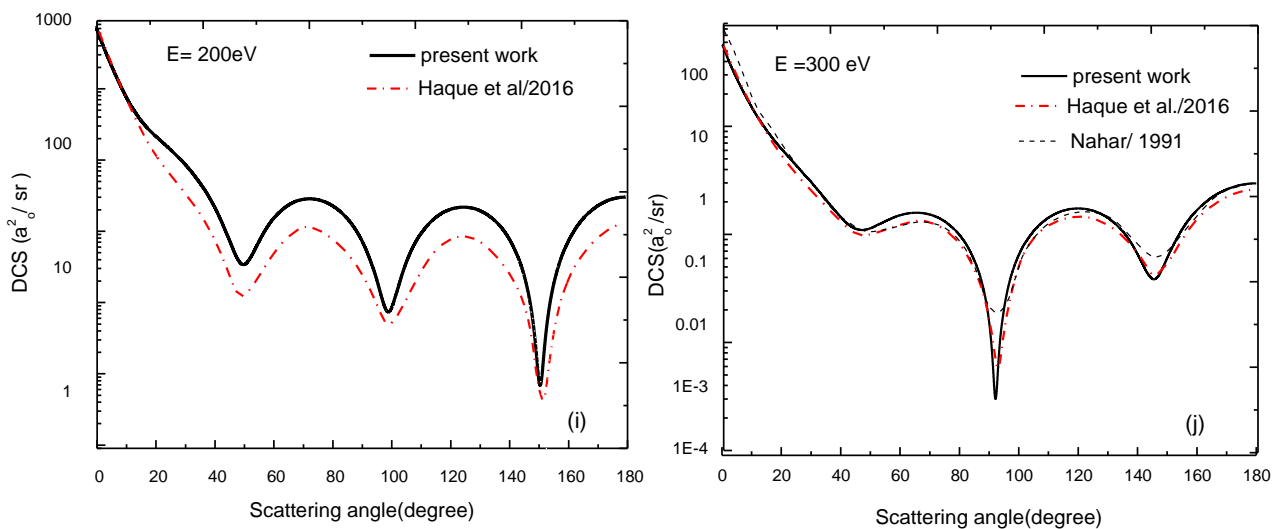 1000
100
10
1
DCS (a²ₒ/ sr)
E= 200eV
present work
Haque et al/2016
(i)
0 20 40 60 80 100 120 140 160 180
Scattering angle(degree)
100
10
1
0.1
0.01
1E-3
1E-4
DCS(a²ₒ/sr)
E =300 eV
present work
Haque et al./2016
Nahar/ 1991
(j)
0 20 40 60 80 100 120 140 160 180
Scattering angle(degree)